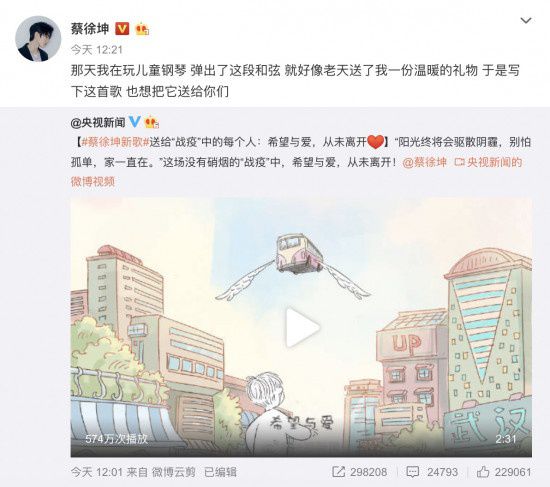 蔡徐坤
今天 12:21
那天我在玩儿童钢琴 弹出了这段和弦 就好像老天送了我一份温暖的礼物 于是写
下这首歌 也想把它送给你们
@央视新闻
【#蔡徐坤新歌#送给“战疫”中的每个人：希望与爱，从未离开❤】“阳光终将会驱散阴霾，别怕
孤单，家一直在。”这场没有硝烟的“战疫”中，希望与爱，从未离开！@蔡徐坤 央视新闻的
微博视频
UP
希望与爱
武汉
574万次播放
2:31
今天 12:01 来自 微博云剪 已编辑
298208
24793
229061